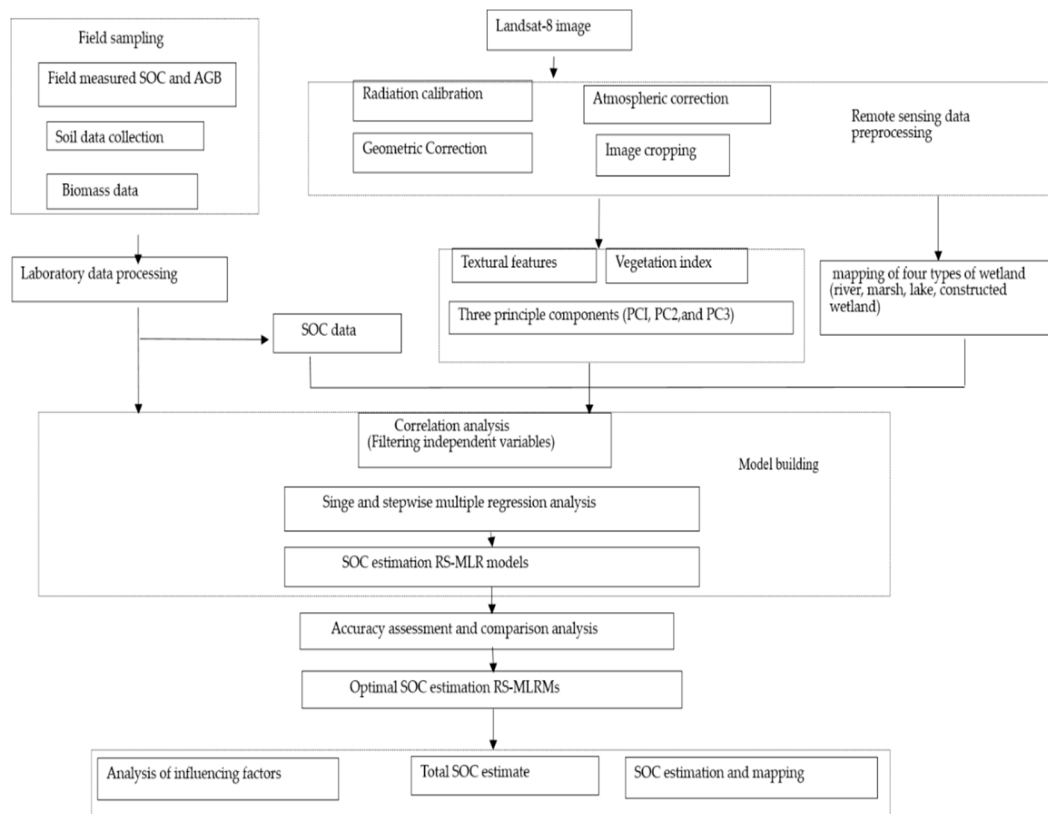 Field sampling
Field measured SOC and AGB
Soil data collection
Biomass data
Laboratory data processing
SOC data
Landsat-8 image
Radiation calibration
Atmospheric correction
Geometric Correction
Image cropping
Remote sensing data
preprocessing
Textural features
Vegetation index
Three principle components (PCI, PC2,and PC3)
mapping of four types of wetland
(river, marsh, lake, constructed
wetland)
Correlation analysis
(Filtering independent variables)
Model building
Singe and stepwise multiple regression analysis
SOC estimation RS-MLR models
Accuracy assessment and comparison analysis
Optimal SOC estimation RS-MLRMs
Analysis of influencing factors
Total SOC estimate
SOC estimation and mapping